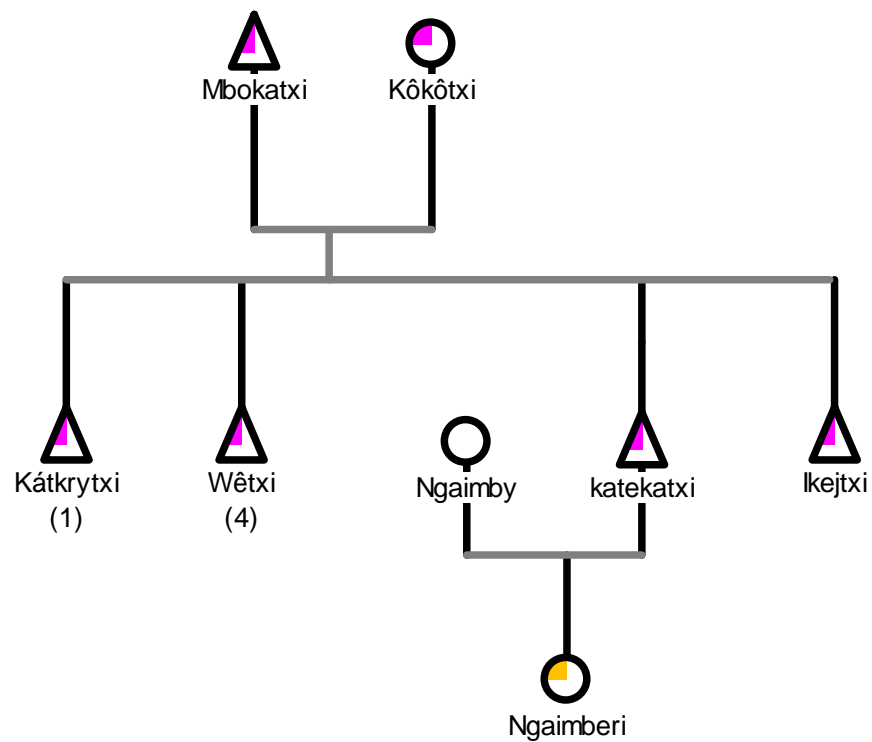 Mbokatxi
Kôkôtxi
Kátkrytxi
(1)
Wêtxi
(4)
Ngaimby
katekatxi
Ikejtxi
Ngaimberi